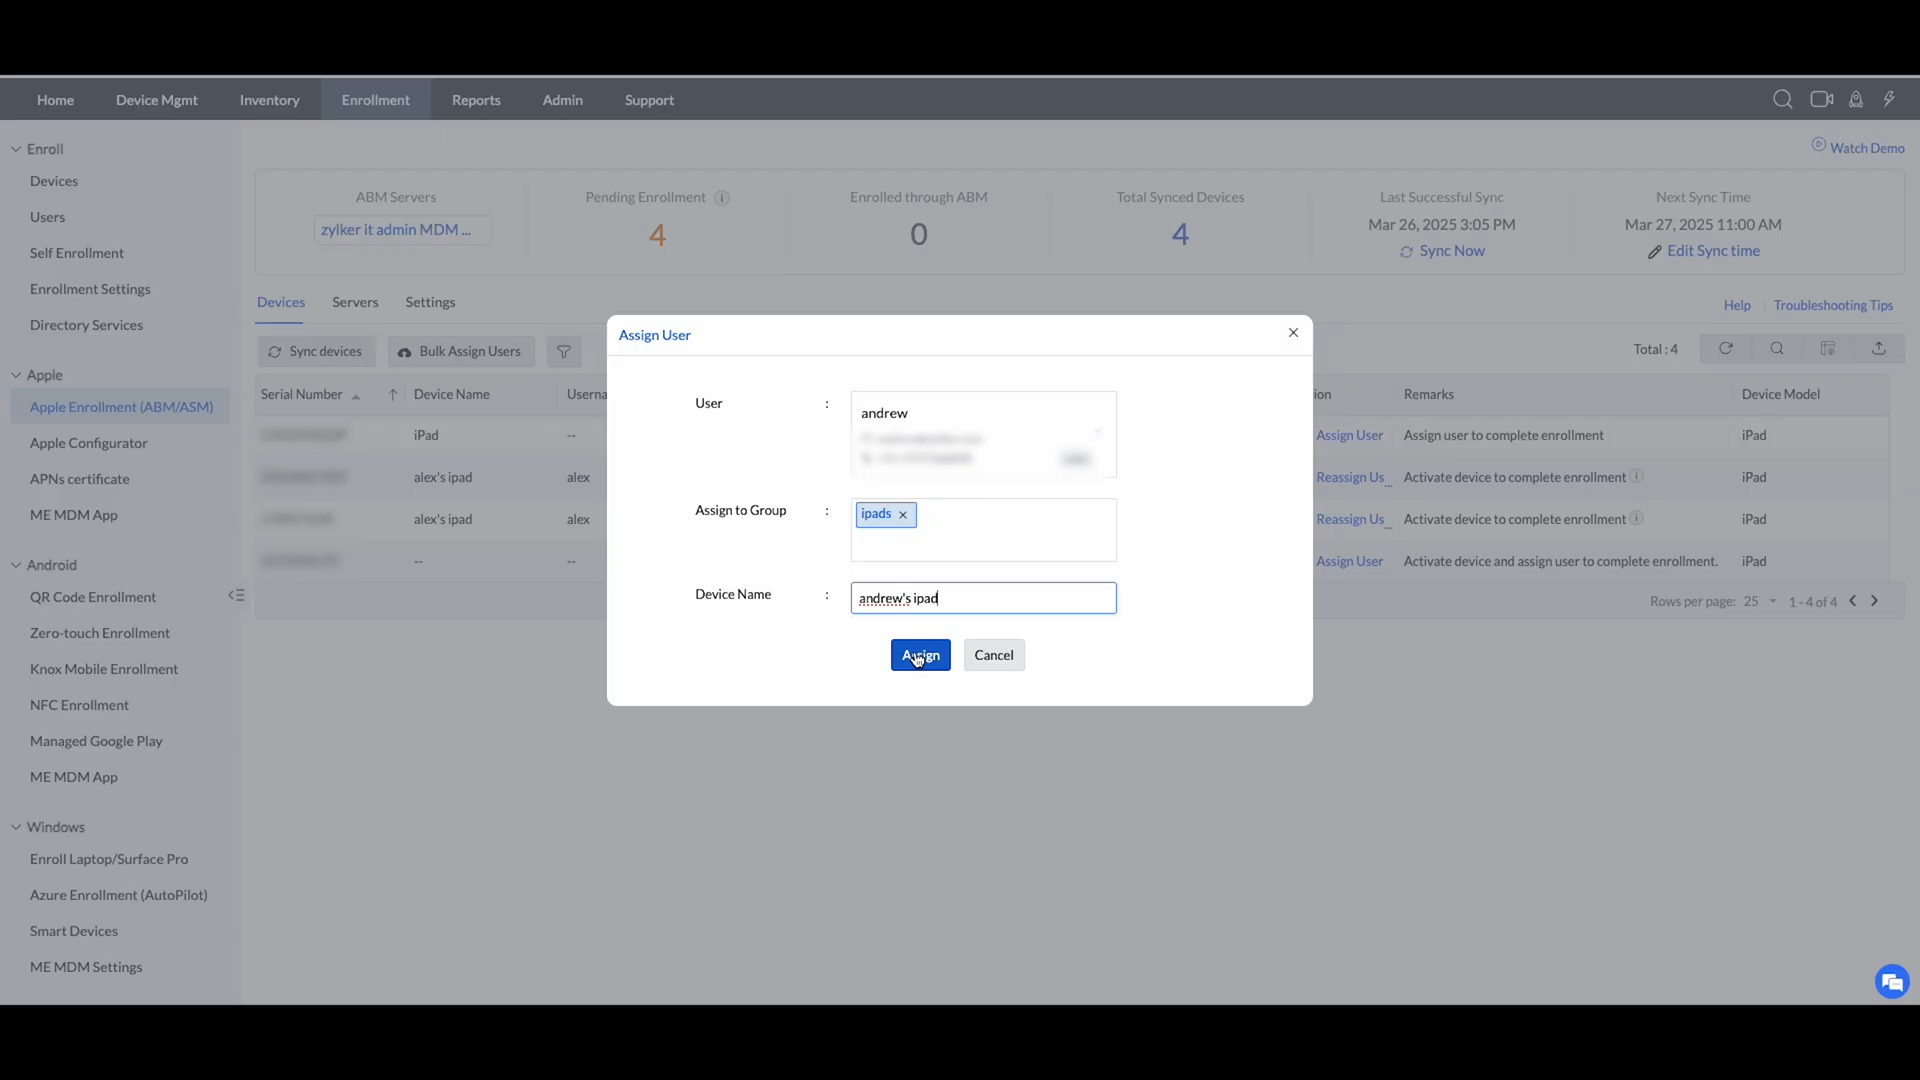 Home Device Mgmt Inventory Enrollment Reports Admin Support
Enroll
Devices
Users
Self Enrollment
Enrollment Settings
Directory Services
Apple
Apple Enrollment (ABM/ASM)
Apple Configurator
APNs certificate
ME MDM App
Android
QR Code Enrollment
Zero-touch Enrollment
Knox Mobile Enrollment
NFC Enrollment
Managed Google Play
ME MDM App
Windows
Enroll Laptop/Surface Pro
Azure Enrollment (AutoPilot)
Smart Devices
ME MDM Settings
Watch Demo
ABM Servers Pending Enrollment Enrolled through ABM Total Synced Devices Last Successful Sync Next Sync Time
zylker it admin MDM ... 4 0 4 Mar 26, 2025 3:05 PM Mar 27, 2025 11:00 AM
Sync Now Edit Sync time
Devices Servers Settings Help Troubleshooting Tips
Sync devices Bulk Assign Users Total : 4
Serial Number Device Name Userna ion Remarks Device Model
iPad -- Assign User Assign user to complete enrollment iPad
alex's ipad alex Reassign Us... Activate device to complete enrollment iPad
alex's ipad alex Reassign Us... Activate device to complete enrollment iPad
-- -- Assign User Activate device and assign user to complete enrollment. iPad
Rows per page: 25 1 - 4 of 4
Assign User
User : andrew
Assign to Group : ipads
Device Name : andrew's ipad
Assign Cancel